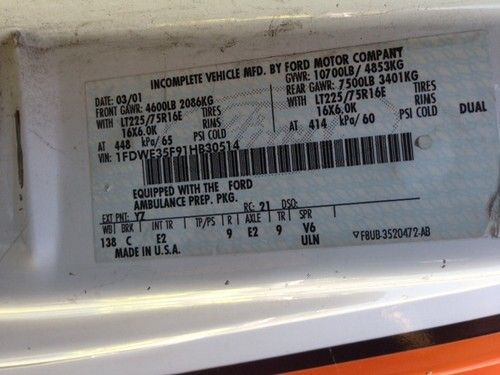 INCOMPLETE VEHICLE MFD. BY FORD MOTOR COMPANY
DATE: 03/01 GVWR: 10700LB/ 4853KG
FRONT GAWR: 4600LB 2086KG REAR GAWR: 7500LB 3401KG
WITH LT225/75R16E TIRES WITH LT225/75R16E TIRES
16X6.0K RIMS 16X6.0K RIMS DUAL
AT 448 kPa/ 65 PSI COLD AT 414 kPa/ 60 PSI COLD
VIN: 1FDWE35F91HB30514
EQUIPPED WITH THE FORD
AMBULANCE PREP. PKG.
EXT PNT: YZ RC: 21 DSO:
WB BRK INT TR TP/PS R AXLE TR SPR
138 C E2 9 E2 9 V6
MADE IN U.S.A. ULN ▽F8UB-3520472-AB